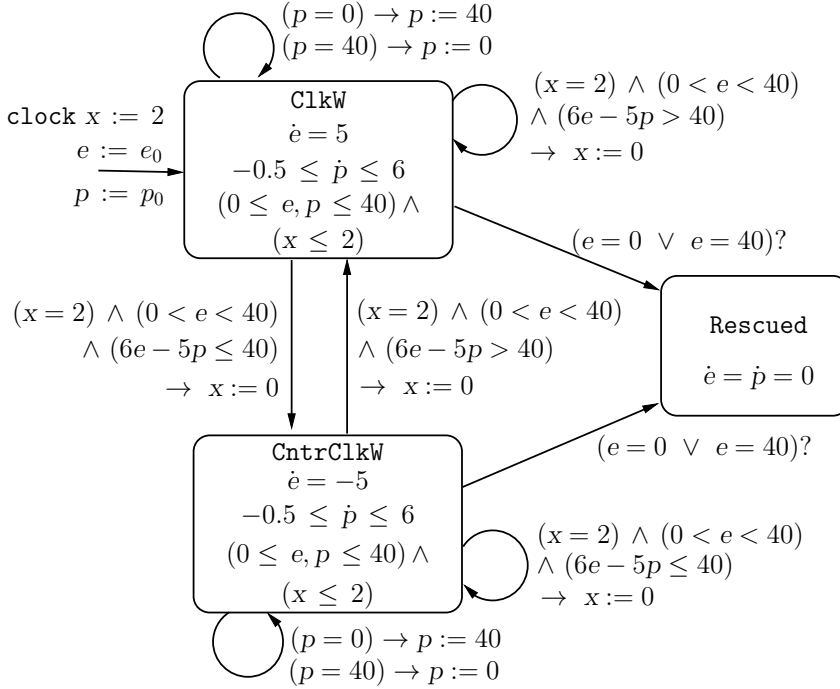 (p = 0) → p := 40
(p = 40) → p := 0
clock x := 2
e := e₀
p := p₀
ClkW
ė = 5
−0.5 ≤ ṗ ≤ 6
(0 ≤ e, p ≤ 40) ∧
(x ≤ 2)
(x = 2) ∧ (0 < e < 40)
∧ (6e − 5p > 40)
→ x := 0
(e = 0 ∨ e = 40)?
(x = 2) ∧ (0 < e < 40)
∧ (6e − 5p ≤ 40)
→ x := 0
(x = 2) ∧ (0 < e < 40)
∧ (6e − 5p > 40)
→ x := 0
Rescued
ė = ṗ = 0
(e = 0 ∨ e = 40)?
CntrClkW
ė = −5
−0.5 ≤ ṗ ≤ 6
(0 ≤ e, p ≤ 40) ∧
(x ≤ 2)
(x = 2) ∧ (0 < e < 40)
∧ (6e − 5p ≤ 40)
→ x := 0
(p = 0) → p := 40
(p = 40) → p := 0